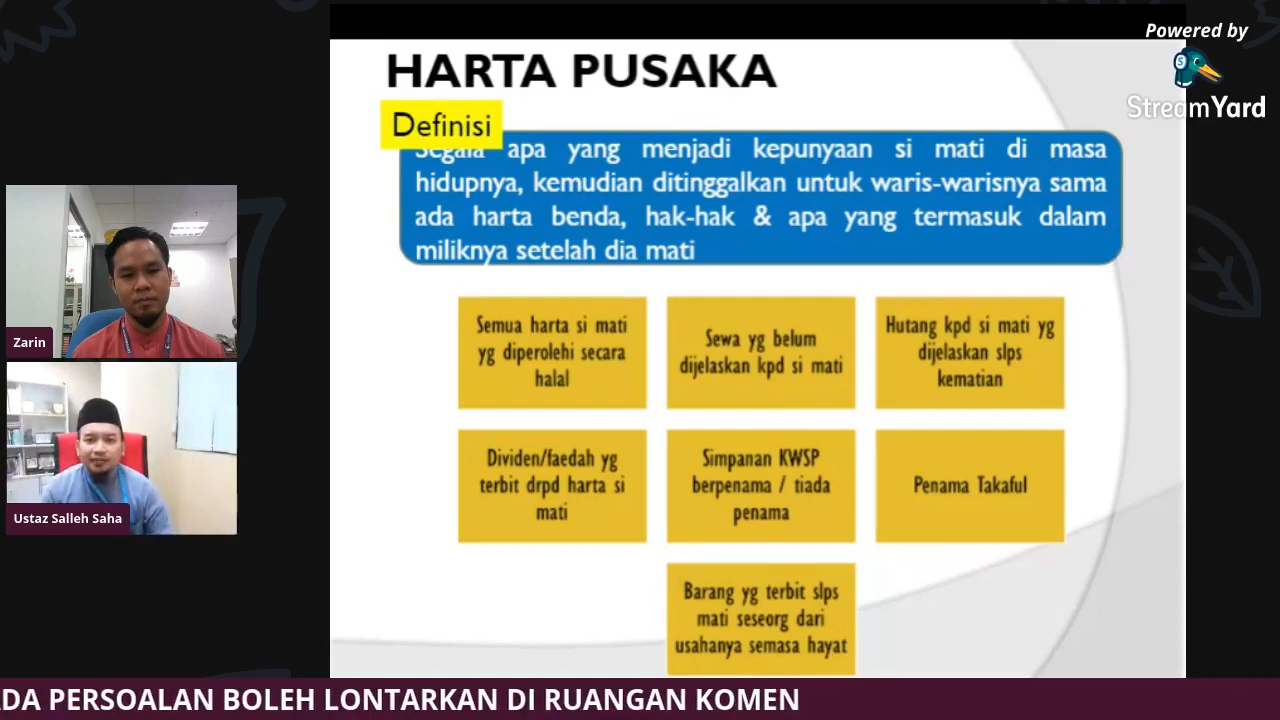 HARTA PUSAKA
Definisi
Segala apa yang menjadi kepunyaan si mati di masa
hidupnya, kemudian ditinggalkan untuk waris-warisnya sama
ada harta benda, hak-hak & apa yang termasuk dalam
miliknya setelah dia mati
Semua harta si mati
yg diperolehi secara
halal
Sewa yg belum
dijelaskan kpd si mati
Hutang kpd si mati yg
dijelaskan slps
kematian
Dividen/faedah yg
terbit drpd harta si
mati
Simpanan KWSP
berpenama / tiada
penama
Penama Takaful
Barang yg terbit slps
mati seseorg dari
usahanya semasa hayat
Powered by
StreamYard
Zarin
Ustaz Salleh Saha
DA PERSOALAN BOLEH LONTARKAN DI RUANGAN KOMEN